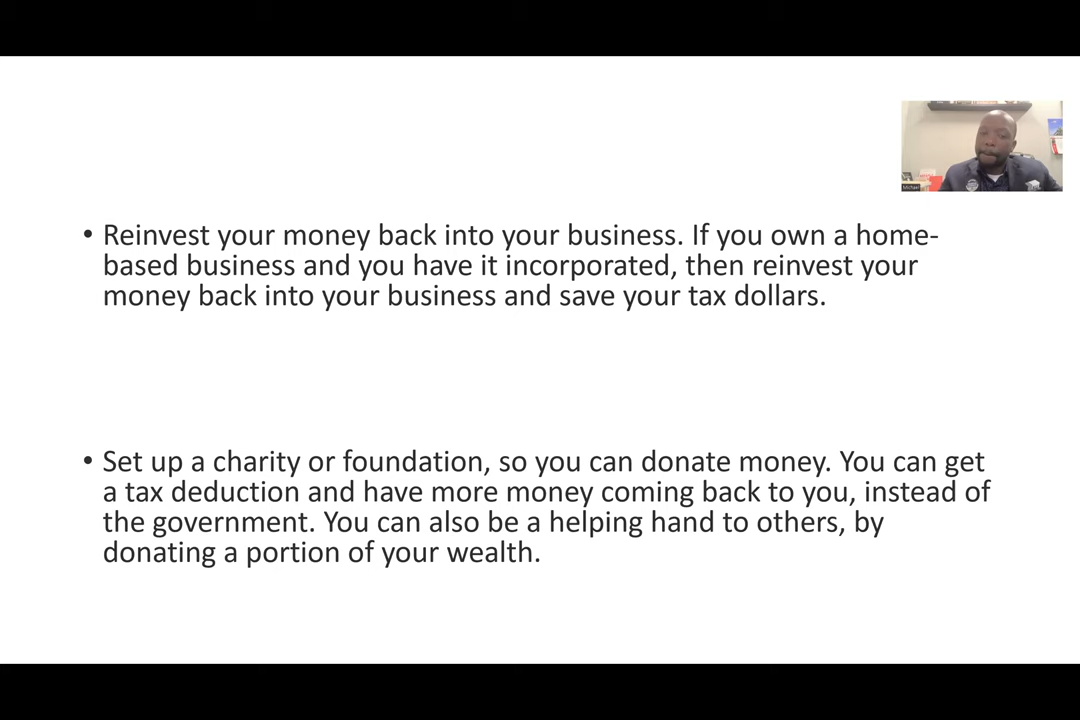 Michael
• Reinvest your money back into your business. If you own a home-
based business and you have it incorporated, then reinvest your
money back into your business and save your tax dollars.
• Set up a charity or foundation, so you can donate money. You can get
a tax deduction and have more money coming back to you, instead of
the government. You can also be a helping hand to others, by
donating a portion of your wealth.